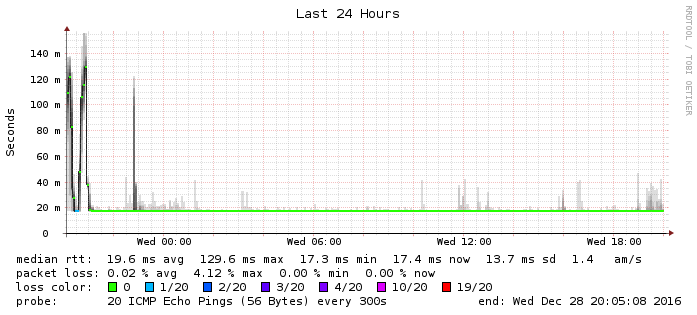 Last 24 Hours
RRDTOOL / TOBI OETIKER
Seconds
140 m
120 m
100 m
80 m
60 m
40 m
20 m
0
Wed 00:00 Wed 06:00 Wed 12:00 Wed 18:00
median rtt: 19.6 ms avg 129.6 ms max 17.3 ms min 17.4 ms now 13.7 ms sd 1.4 am/s
packet loss: 0.02 % avg 4.12 % max 0.00 % min 0.00 % now
loss color: 0 1/20 2/20 3/20 4/20 10/20 19/20
probe: 20 ICMP Echo Pings (56 Bytes) every 300s end: Wed Dec 28 20:05:08 2016